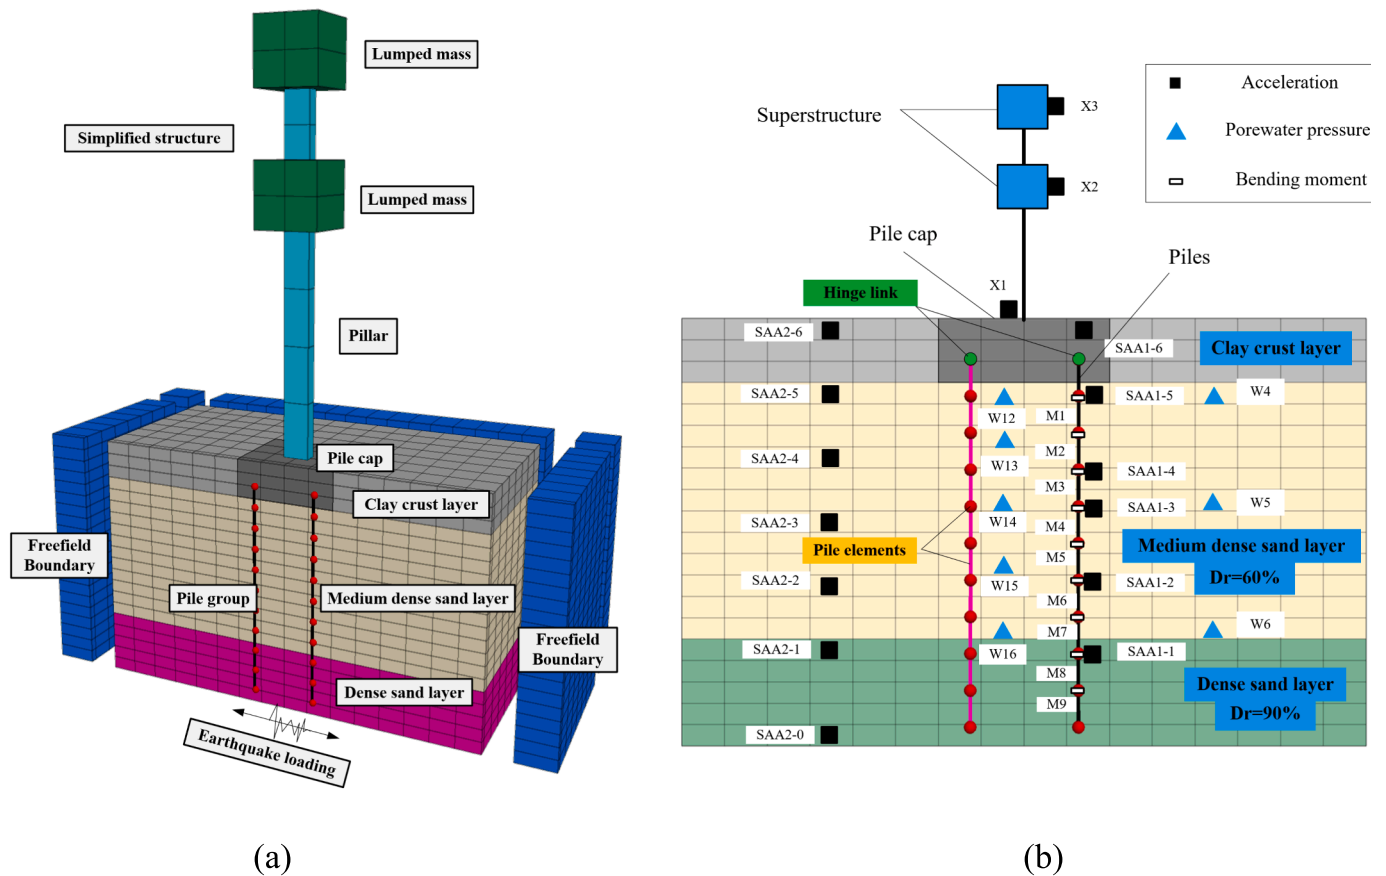 Lumped mass
Simplified structure
Lumped mass
Pillar
Pile cap
Clay crust layer
Freefield
Boundary
Pile group
Medium dense sand layer
Freefield
Boundary
Dense sand layer
Earthquake loading
(a)
Acceleration
Porewater pressure
Bending moment
Superstructure
X3
X2
Pile cap
Piles
X1
Hinge link
SAA2-6
SAA1-6
Clay crust layer
SAA2-5
SAA1-5
W4
W12
M1
M2
SAA2-4
W13
SAA1-4
M3
SAA2-3
W14
M4
SAA1-3
W5
Pile elements
M5
Medium dense sand layer
Dr=60%
SAA2-2
W15
SAA1-2
M6
M7
W6
SAA2-1
W16
SAA1-1
M8
M9
Dense sand layer
Dr=90%
SAA2-0
(b)